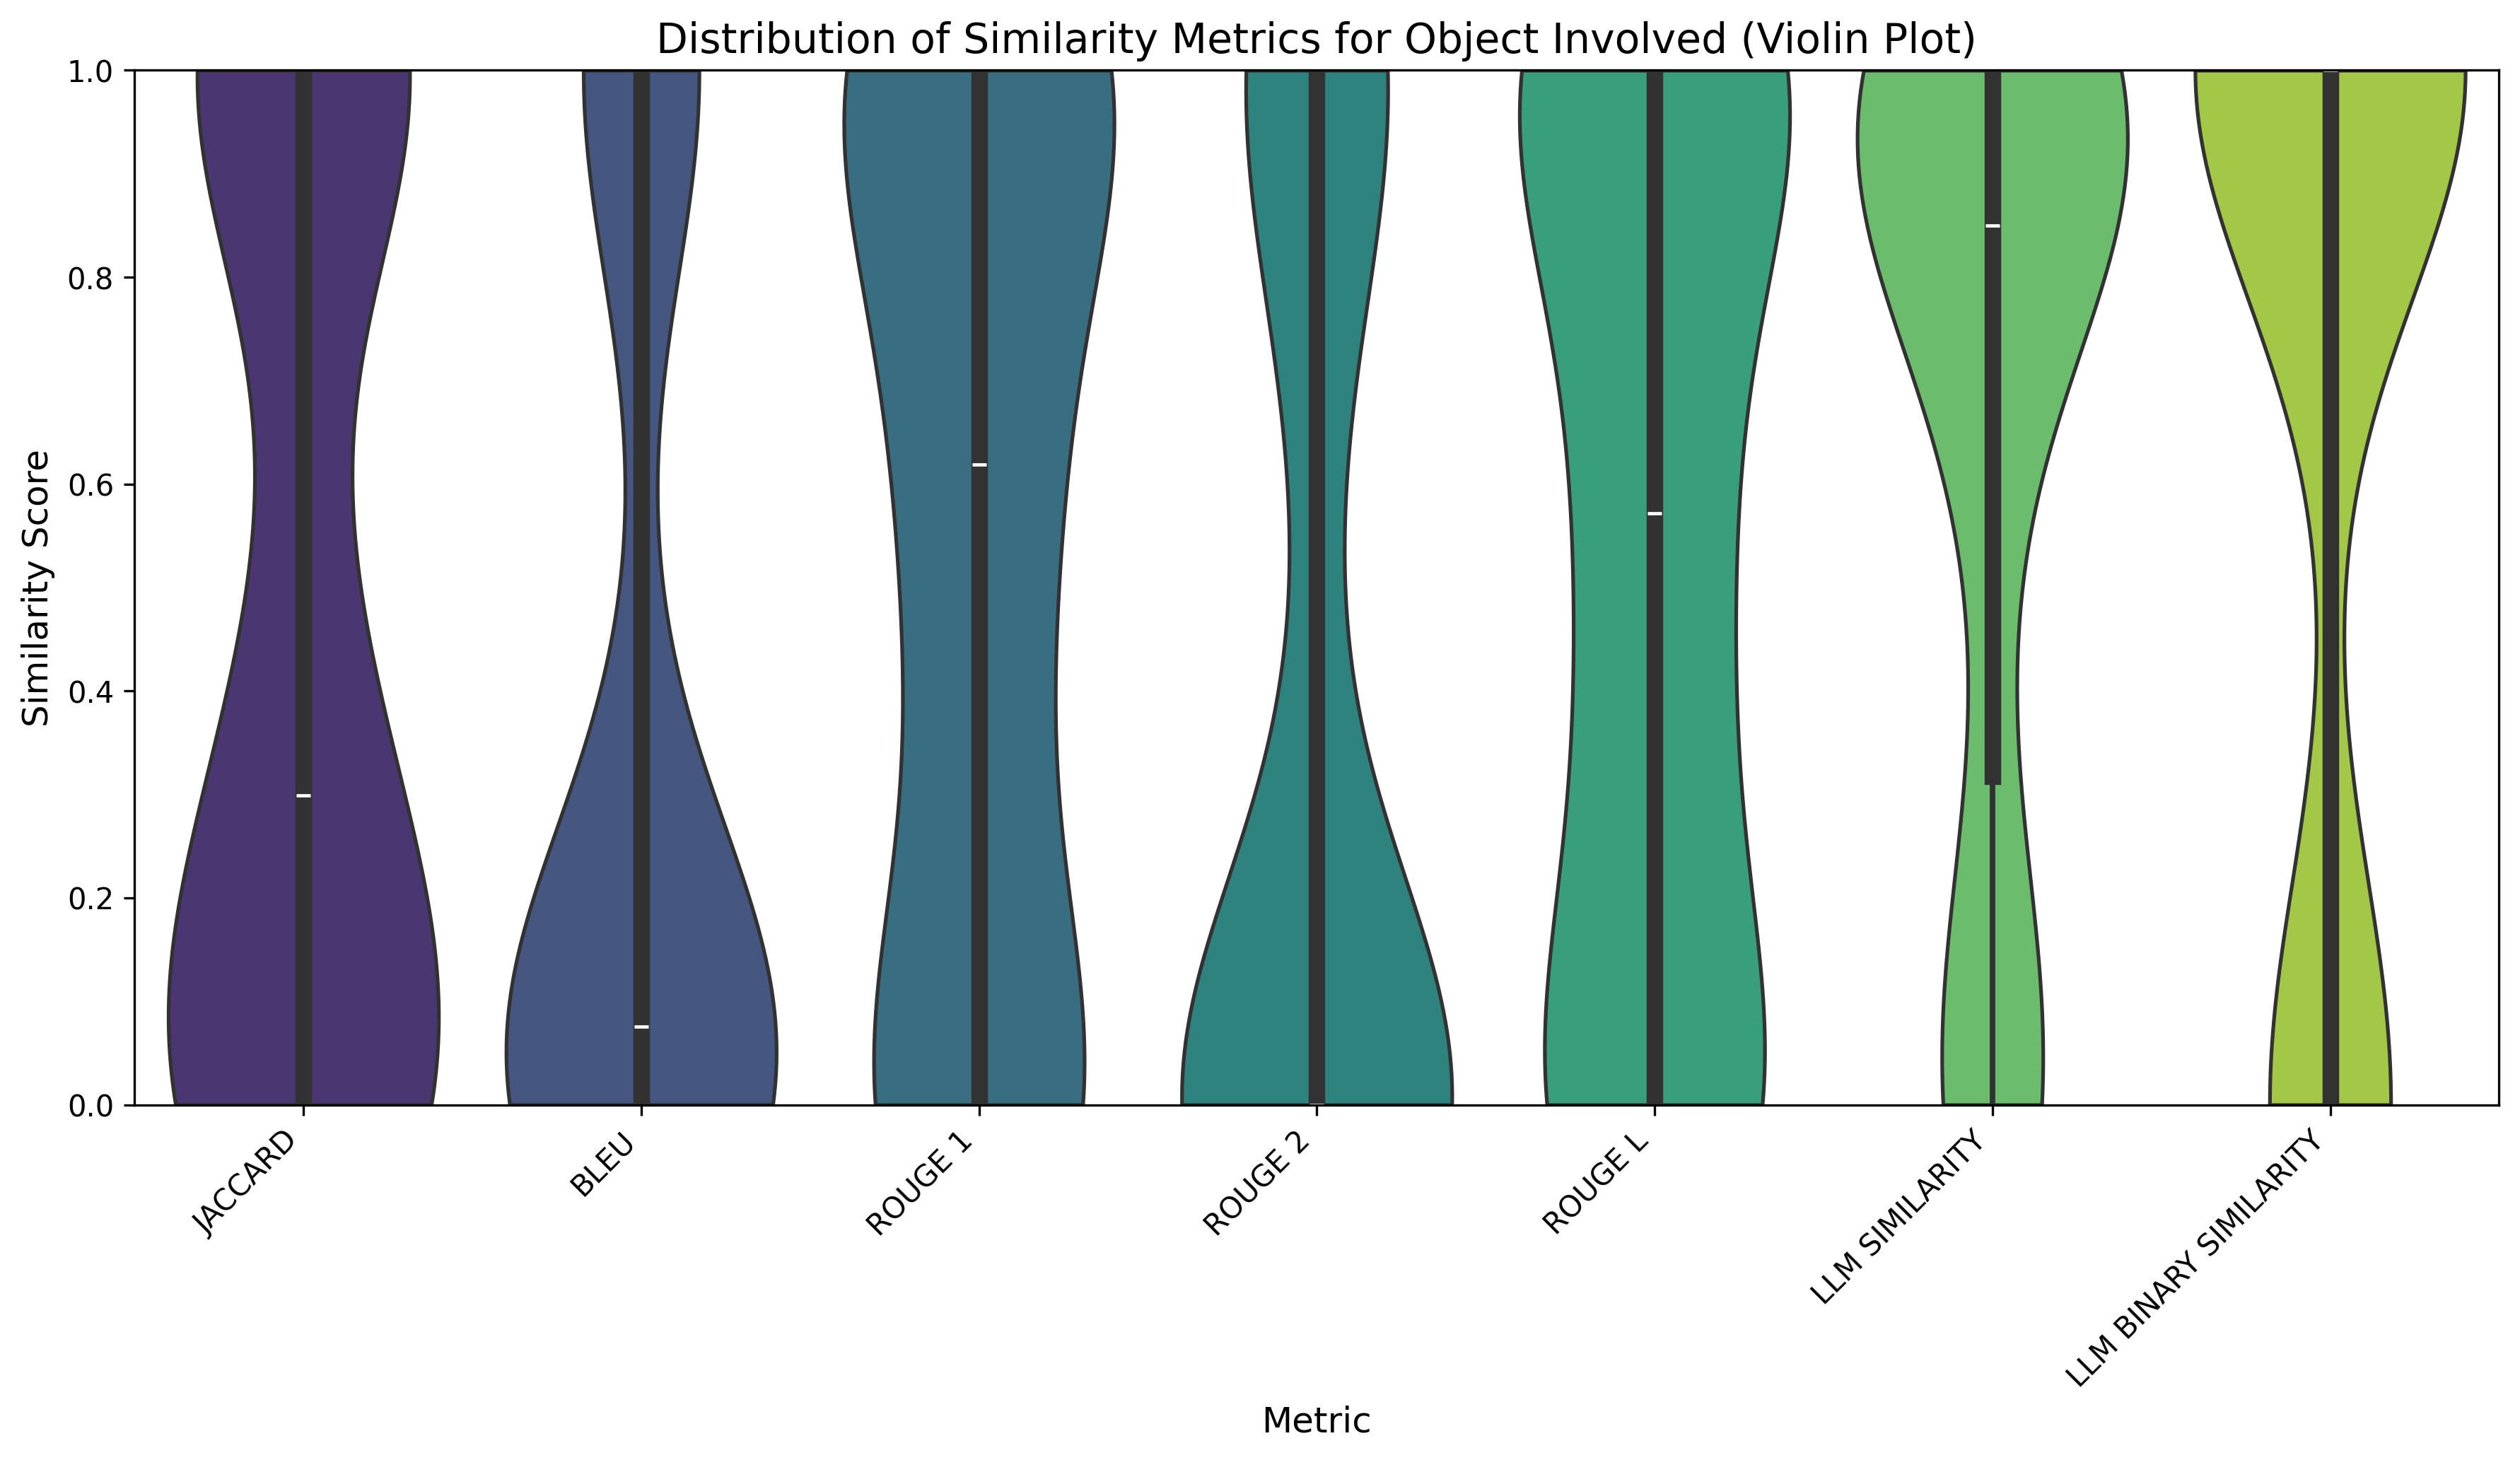 Distribution of Similarity Metrics for Object Involved (Violin Plot)
1.0
0.8
0.6
0.4
0.2
0.0
Similarity Score
JACCARD
BLEU
ROUGE 1
ROUGE 2
ROUGE L
LLM SIMILARITY
LLM BINARY SIMILARITY
Metric